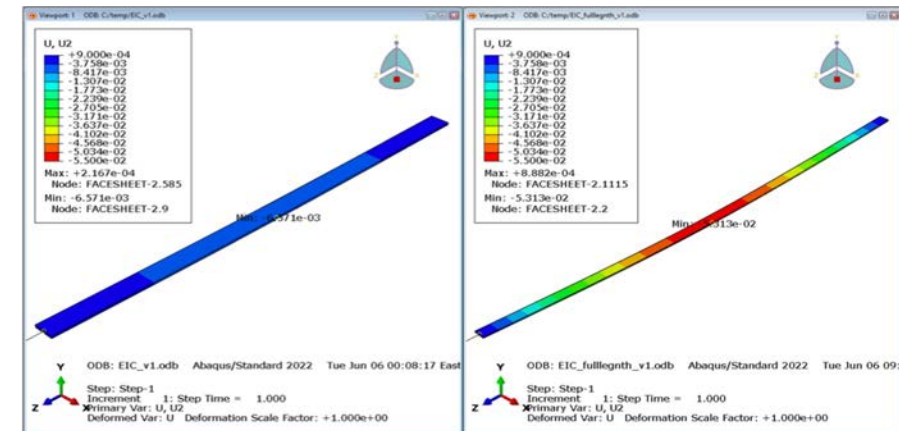 Viewport: 1 ODB: C:/temp/EIC_v1.odb
U, U2
+9.000e-04
-3.758e-03
-8.417e-03
-1.307e-02
-1.773e-02
-2.239e-02
-2.705e-02
-3.171e-02
-3.637e-02
-4.102e-02
-4.568e-02
-5.034e-02
-5.500e-02
Max: +2.167e-04
Node: FACESHEET-2.585
Min: -6.571e-03
Node: FACESHEET-2.9
Min: -6.571e-03
Y
Z
X
ODB: EIC_v1.odb Abaqus/Standard 2022 Tue Jun 06 00:08:17 East
Step: Step-1
Increment 1: Step Time = 1.000
Primary Var: U, U2
Deformed Var: U Deformation Scale Factor: +1.000e+00
Viewport: 2 ODB: C:/temp/EIC_fulllegnth_v1.odb
U, U2
+9.000e-04
-3.758e-03
-8.417e-03
-1.307e-02
-1.773e-02
-2.239e-02
-2.705e-02
-3.171e-02
-3.637e-02
-4.102e-02
-4.568e-02
-5.034e-02
-5.500e-02
Max: +8.882e-04
Node: FACESHEET-2.1115
Min: -5.313e-02
Node: FACESHEET-2.2
Min: -5.313e-02
Y
Z
X
ODB: EIC_fulllegnth_v1.odb Abaqus/Standard 2022 Tue Jun 06 09:
Step: Step-1
Increment 1: Step Time = 1.000
Primary Var: U, U2
Deformed Var: U Deformation Scale Factor: +1.000e+00